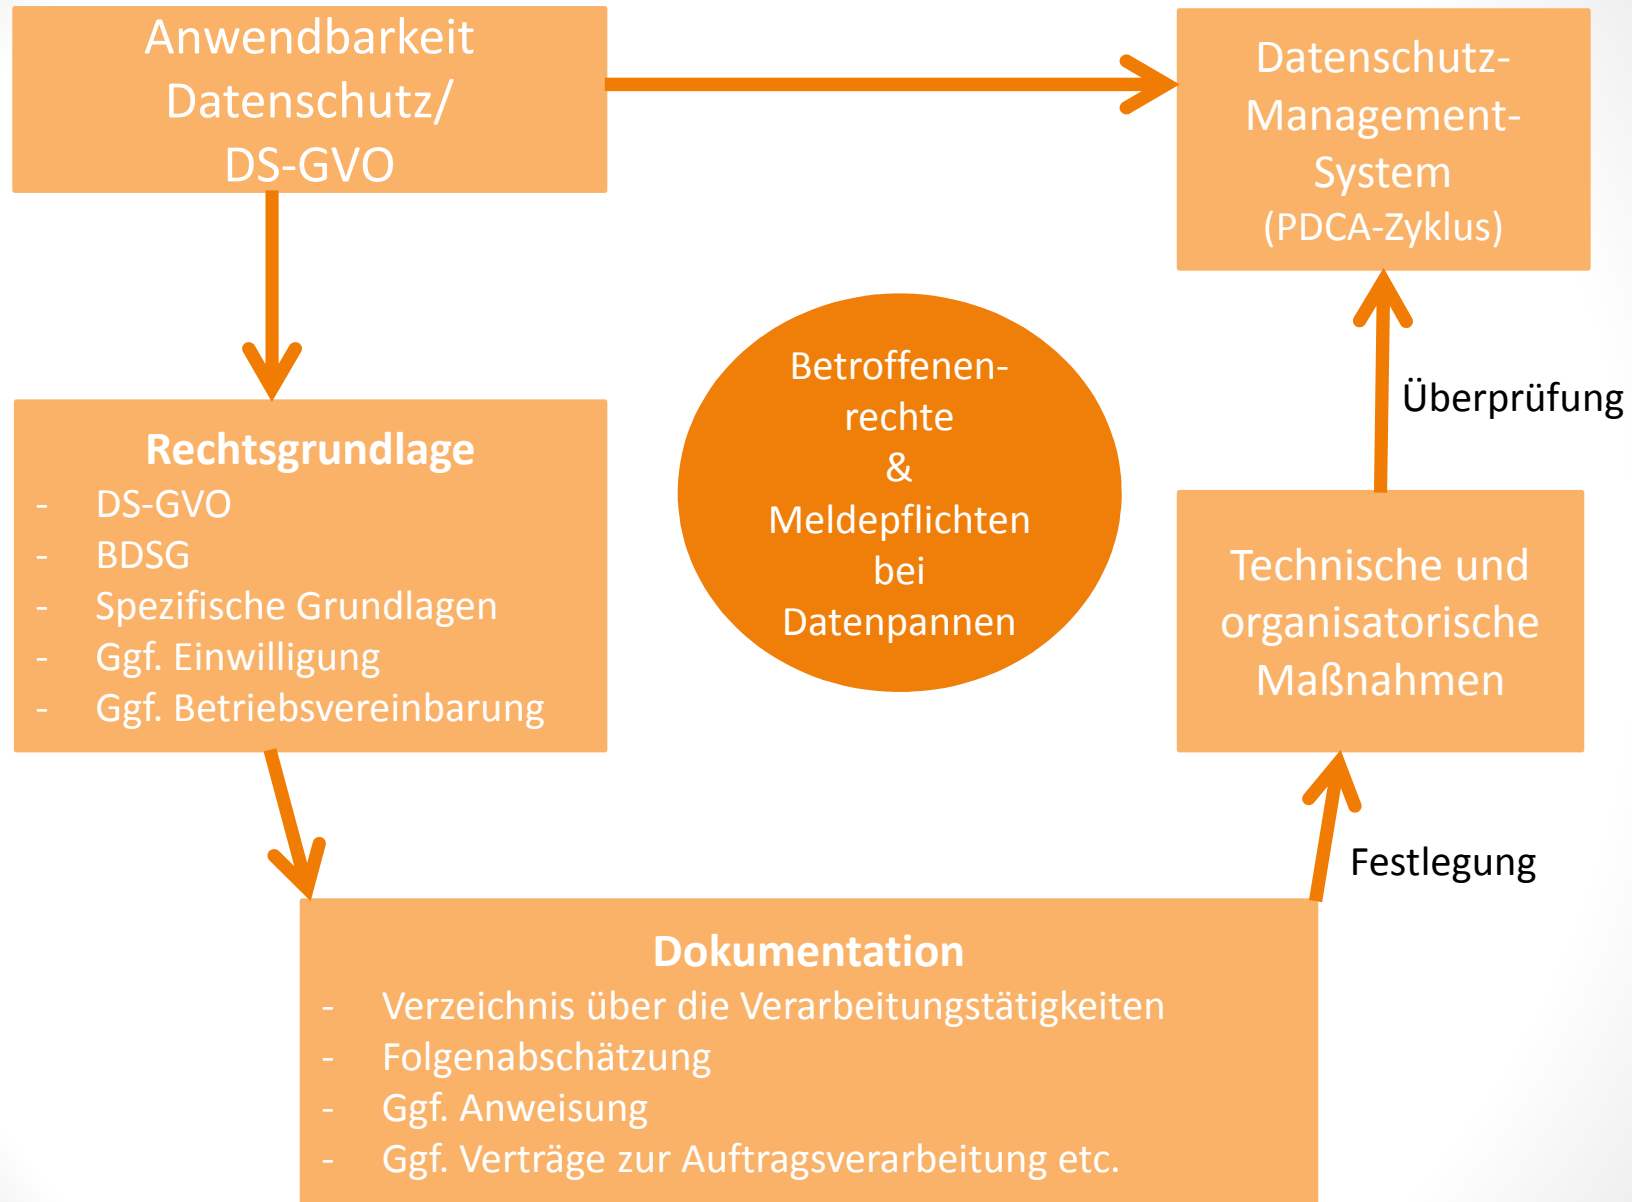 Anwendbarkeit
Datenschutz/
DS-GVO
Datenschutz-
Management-
System
(PDCA-Zyklus)
Betroffenen-
rechte
&
Meldepflichten
bei
Datenpannen
Überprüfung
Rechtsgrundlage
- DS-GVO
- BDSG
- Spezifische Grundlagen
- Ggf. Einwilligung
- Ggf. Betriebsvereinbarung
Technische und
organisatorische
Maßnahmen
Festlegung
Dokumentation
- Verzeichnis über die Verarbeitungstätigkeiten
- Folgenabschätzung
- Ggf. Anweisung
- Ggf. Verträge zur Auftragsverarbeitung etc.